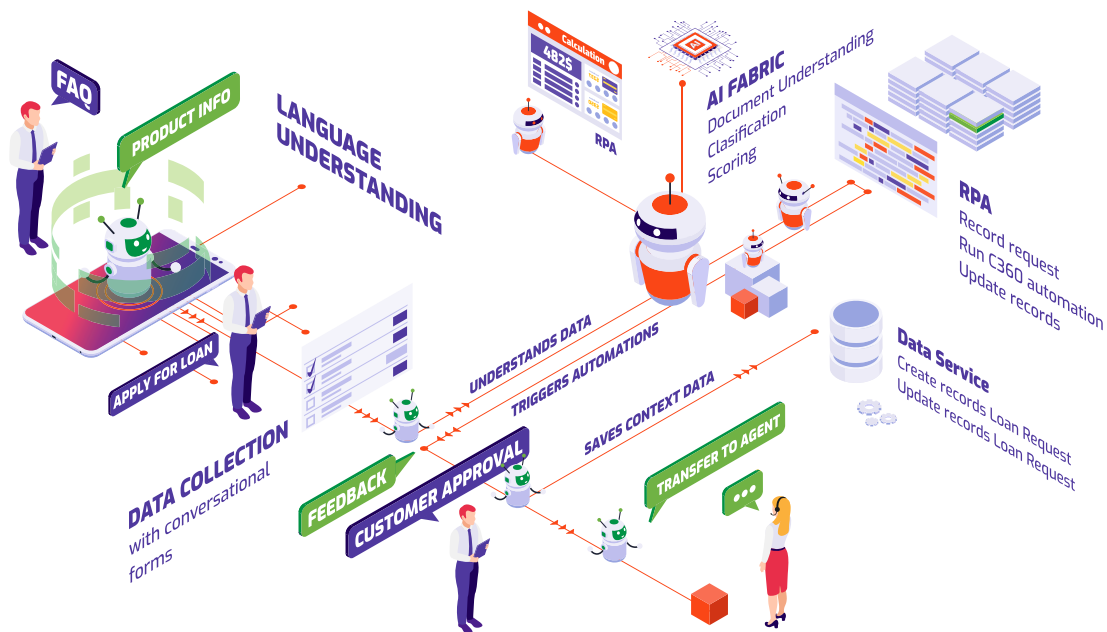 FAQ
PRODUCT INFO
LANGUAGE
UNDERSTANDING
Calculation
482$
RPA
AI
AI FABRIC
Document Understanding
Clasification
Scoring
RPA
Record request
Run C360 automation
Update records
APPLY FOR LOAN
DATA COLLECTION
with conversational
forms
UNDERSTANDS DATA
TRIGGERS AUTOMATIONS
SAVES CONTEXT DATA
Data Service
Create records Loan Request
Update records Loan Request
FEEDBACK
CUSTOMER APPROVAL
TRANSFER TO AGENT